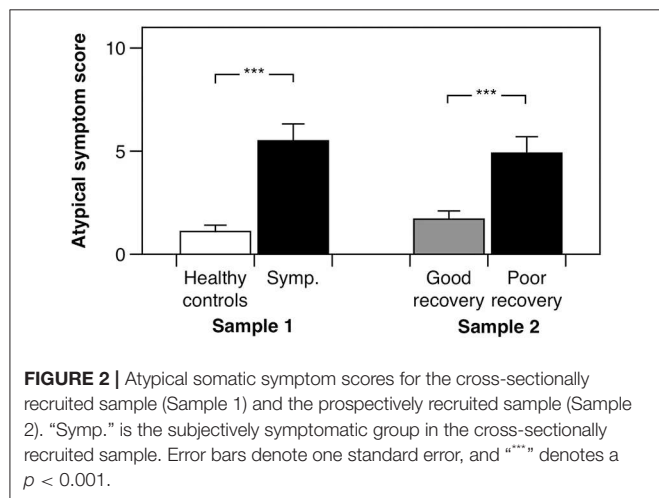 10
5
0
Atypical symptom score
***
***
Healthy controls
Symp.
Good recovery
Poor recovery
Sample 1
Sample 2
FIGURE 2 | Atypical somatic symptom scores for the cross-sectionally
recruited sample (Sample 1) and the prospectively recruited sample (Sample
2). “Symp.” is the subjectively symptomatic group in the cross-sectionally
recruited sample. Error bars denote one standard error, and “***” denotes a
p < 0.001.